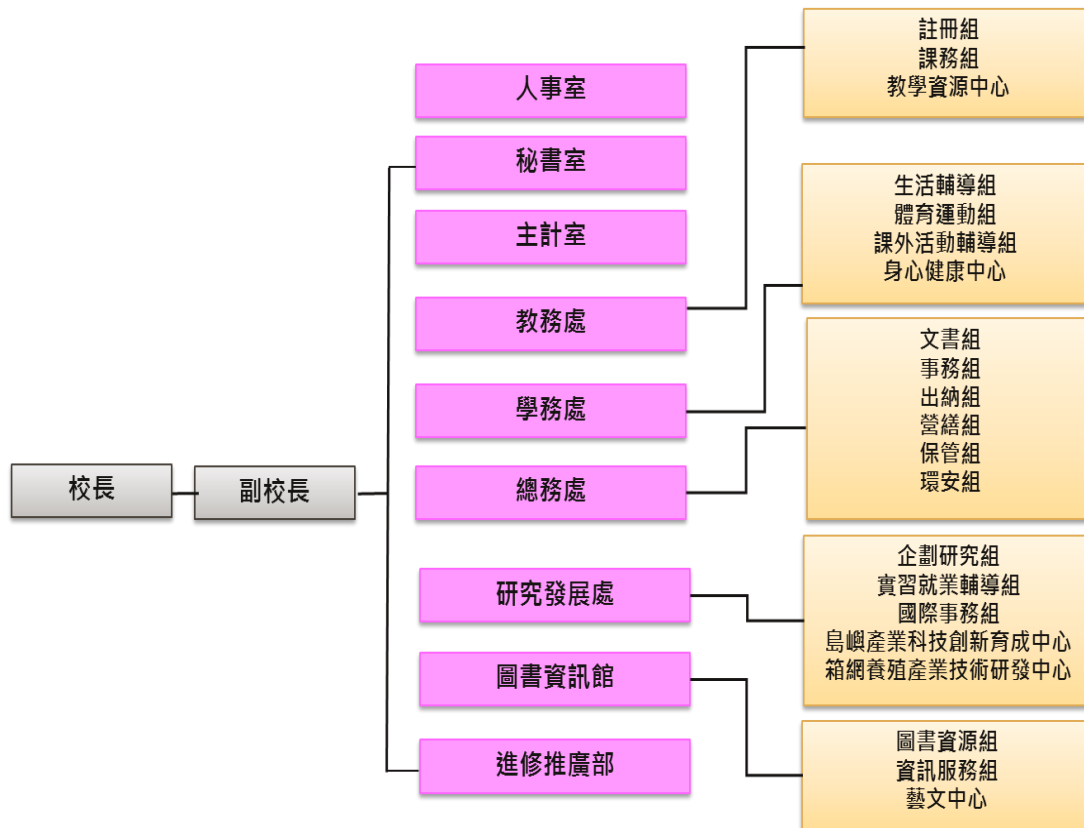 校長
副校長
人事室
秘書室
主計室
教務處
學務處
總務處
研究發展處
圖書資訊館
進修推廣部
註冊組
課務組
教學資源中心
生活輔導組
體育運動組
課外活動輔導組
身心健康中心
文書組
事務組
出納組
營繕組
保管組
環安組
企劃研究組
實習就業輔導組
國際事務組
島嶼產業科技創新育成中心
箱網養殖產業技術研發中心
圖書資源組
資訊服務組
藝文中心